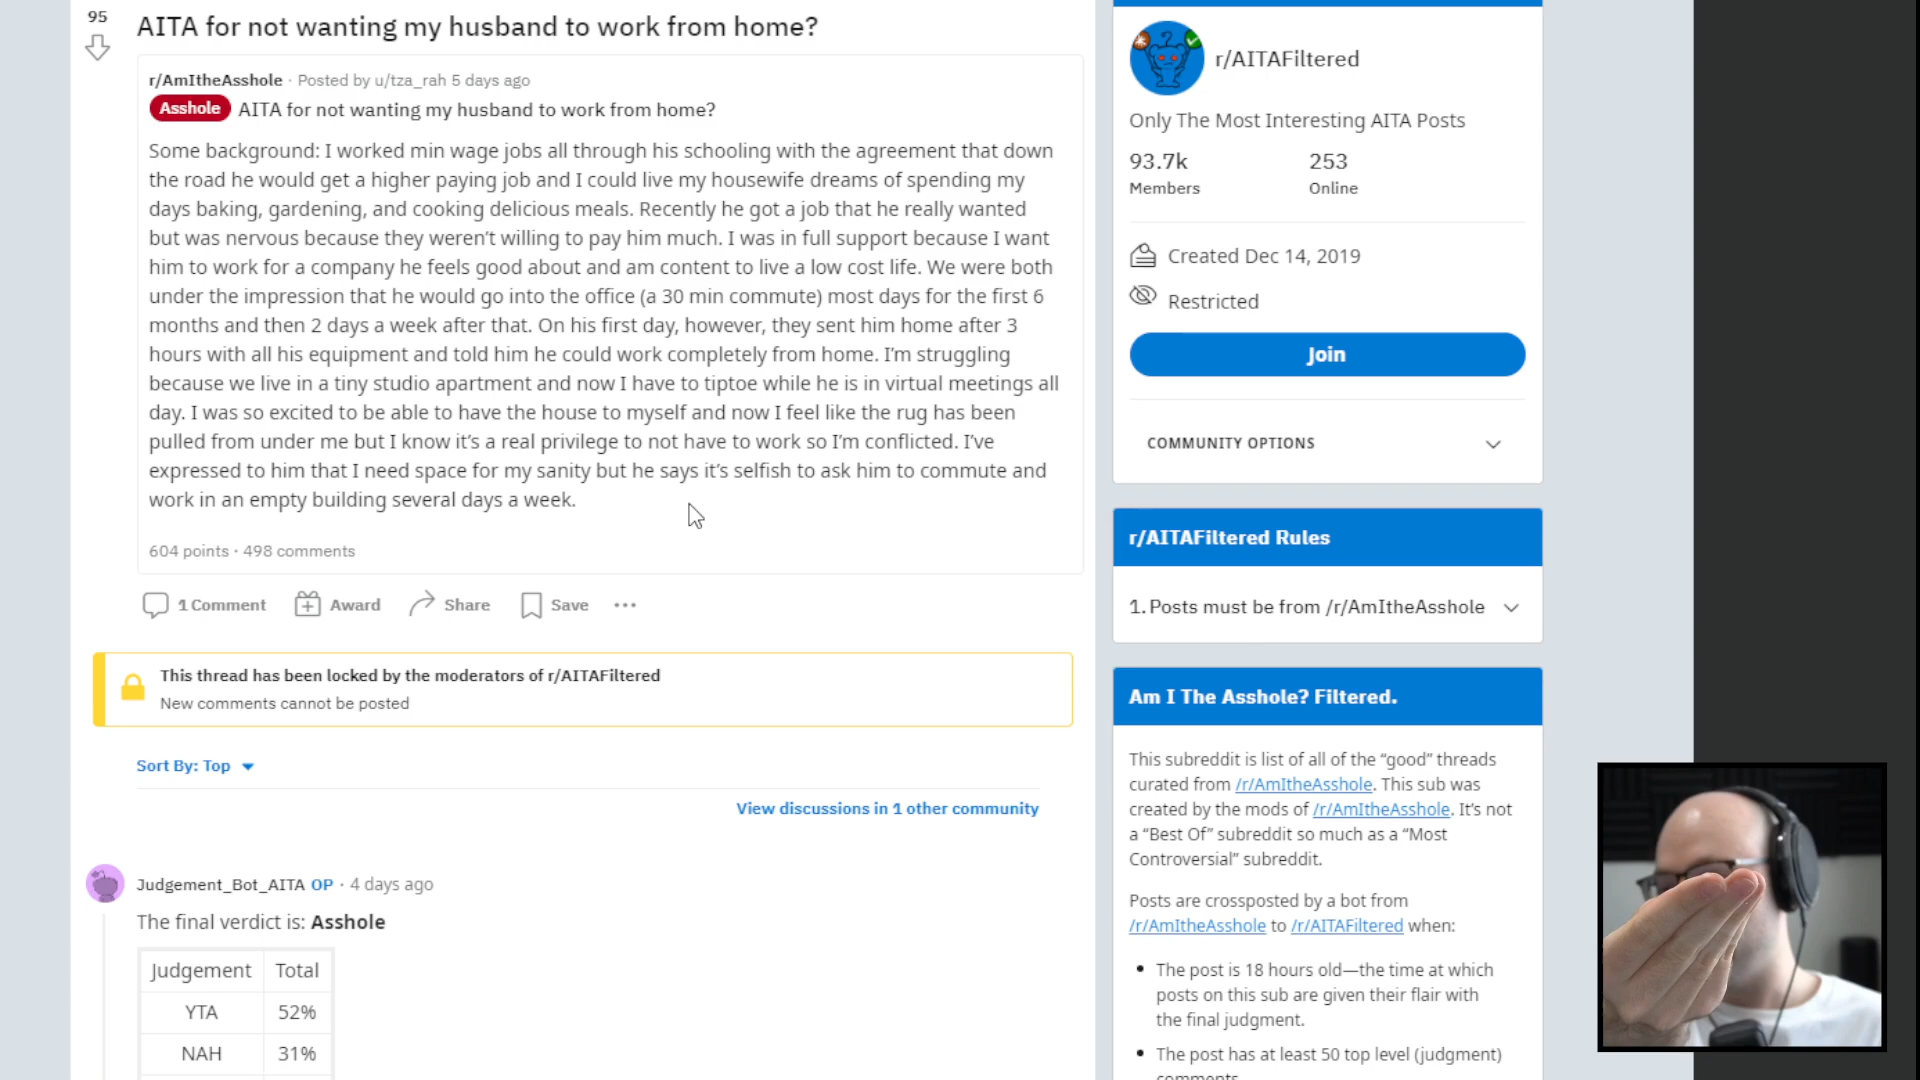 95
AITA for not wanting my husband to work from home?
r/AmItheAsshole · Posted by u/tza_rah 5 days ago
Asshole AITA for not wanting my husband to work from home?
Some background: I worked min wage jobs all through his schooling with the agreement that down
the road he would get a higher paying job and I could live my housewife dreams of spending my
days baking, gardening, and cooking delicious meals. Recently he got a job that he really wanted
but was nervous because they weren't willing to pay him much. I was in full support because I want
him to work for a company he feels good about and am content to live a low cost life. We were both
under the impression that he would go into the office (a 30 min commute) most days for the first 6
months and then 2 days a week after that. On his first day, however, they sent him home after 3
hours with all his equipment and told him he could work completely from home. I'm struggling
because we live in a tiny studio apartment and now I have to tiptoe while he is in virtual meetings all
day. I was so excited to be able to have the house to myself and now I feel like the rug has been
pulled from under me but I know it's a real privilege to not have to work so I'm conflicted. I've
expressed to him that I need space for my sanity but he says it's selfish to ask him to commute and
work in an empty building several days a week.
604 points · 498 comments
1 Comment Award Share Save
This thread has been locked by the moderators of r/AITAFiltered
New comments cannot be posted
Sort By: Top
View discussions in 1 other community
Judgement_Bot_AITA OP · 4 days ago
The final verdict is: Asshole
Judgement Total
YTA 52%
NAH 31%
r/AITAFiltered
Only The Most Interesting AITA Posts
93.7k 253
Members Online
Created Dec 14, 2019
Restricted
Join
COMMUNITY OPTIONS
r/AITAFiltered Rules
1. Posts must be from /r/AmItheAsshole
Am I The Asshole? Filtered.
This subreddit is list of all of the “good” threads
curated from /r/AmItheAsshole. This sub was
created by the mods of /r/AmItheAsshole. It's not
a “Best Of” subreddit so much as a “Most
Controversial” subreddit.
Posts are crossposted by a bot from
/r/AmItheAsshole to /r/AITAFiltered when:
The post is 18 hours old—the time at which
posts on this sub are given their flair with
the final judgment.
The post has at least 50 top level (judgment)
comments